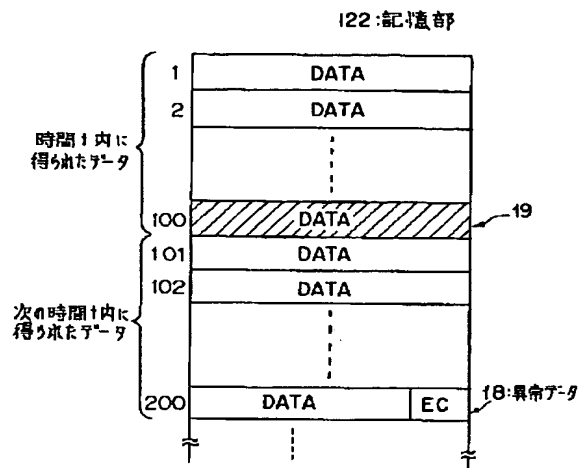 122:記憶部
1 DATA
2 DATA
時間t内に
得られたデータ
100 DATA 19
101 DATA
102 DATA
次の時間t内に
得られたデータ
200 DATA EC 18:異常データ